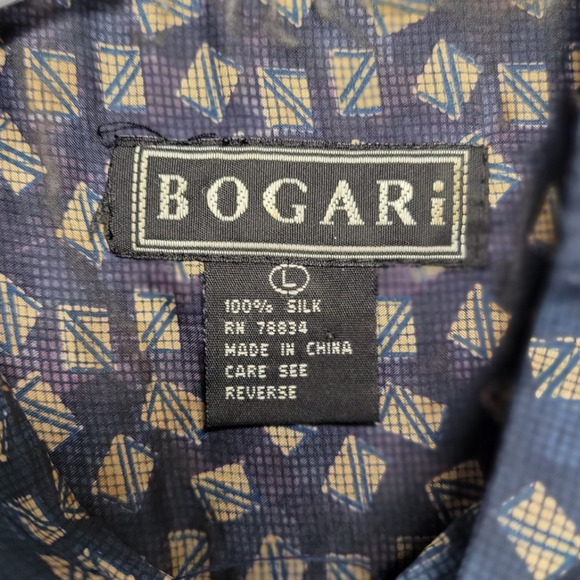 BOGARi
L
100% SILK
RN 78834
MADE IN CHINA
CARE SEE
REVERSE